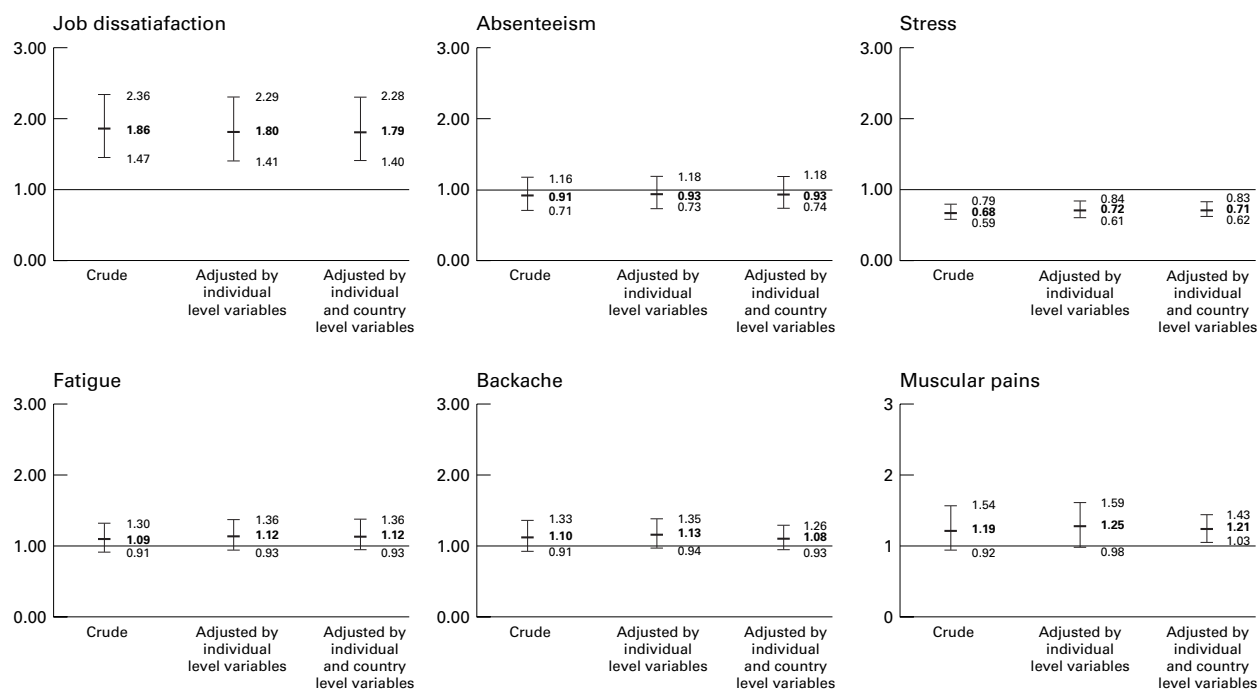 Job dissatiafaction
3.00
2.00
1.00
0.00
2.36
1.86
1.47
2.29
1.80
1.41
2.28
1.79
1.40
Crude
Adjusted by
individual
level variables
Adjusted by
individual
and country
level variables
Absenteeism
3.00
2.00
1.00
0.00
1.16
0.91
0.71
1.18
0.93
0.73
1.18
0.93
0.74
Crude
Adjusted by
individual
level variables
Adjusted by
individual
and country
level variables
Stress
3.00
2.00
1.00
0.00
0.79
0.68
0.59
0.84
0.72
0.61
0.83
0.71
0.62
Crude
Adjusted by
individual
level variables
Adjusted by
individual
and country
level variables
Fatigue
3.00
2.00
1.00
0.00
1.30
1.09
0.91
1.36
1.12
0.93
1.36
1.12
0.93
Crude
Adjusted by
individual
level variables
Adjusted by
individual
and country
level variables
Backache
3.00
2.00
1.00
0.00
1.33
1.10
0.91
1.35
1.13
0.94
1.26
1.08
0.93
Crude
Adjusted by
individual
level variables
Adjusted by
individual
and country
level variables
Muscular pains
3
2
1
0
1.54
1.19
0.92
1.59
1.25
0.98
1.43
1.21
1.03
Crude
Adjusted by
individual
level variables
Adjusted by
individual
and country
level variables